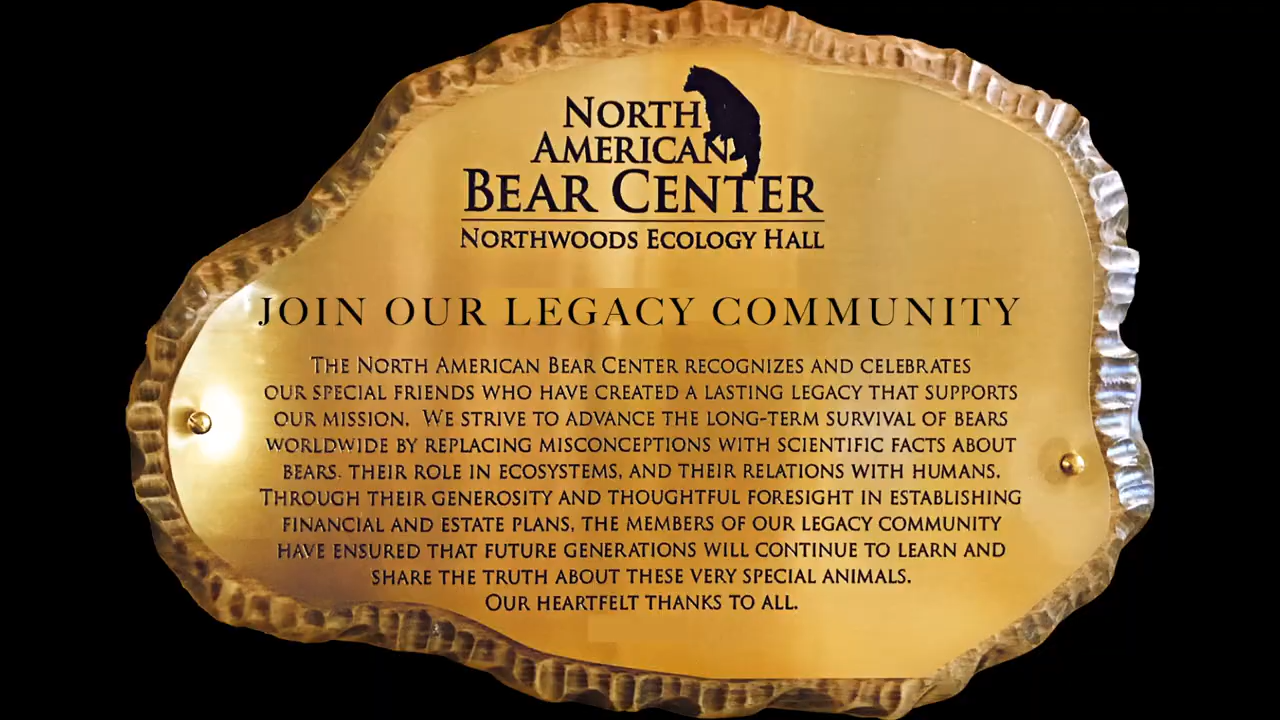 NORTH
AMERICAN
BEAR CENTER
NORTHWOODS ECOLOGY HALL
JOIN OUR LEGACY COMMUNITY
THE NORTH AMERICAN BEAR CENTER RECOGNIZES AND CELEBRATES
OUR SPECIAL FRIENDS WHO HAVE CREATED A LASTING LEGACY THAT SUPPORTS
OUR MISSION. WE STRIVE TO ADVANCE THE LONG-TERM SURVIVAL OF BEARS
WORLDWIDE BY REPLACING MISCONCEPTIONS WITH SCIENTIFIC FACTS ABOUT
BEARS, THEIR ROLE IN ECOSYSTEMS, AND THEIR RELATIONS WITH HUMANS.
THROUGH THEIR GENEROSITY AND THOUGHTFUL FORESIGHT IN ESTABLISHING
FINANCIAL AND ESTATE PLANS, THE MEMBERS OF OUR LEGACY COMMUNITY
HAVE ENSURED THAT FUTURE GENERATIONS WILL CONTINUE TO LEARN AND
SHARE THE TRUTH ABOUT THESE VERY SPECIAL ANIMALS.
OUR HEARTFELT THANKS TO ALL.